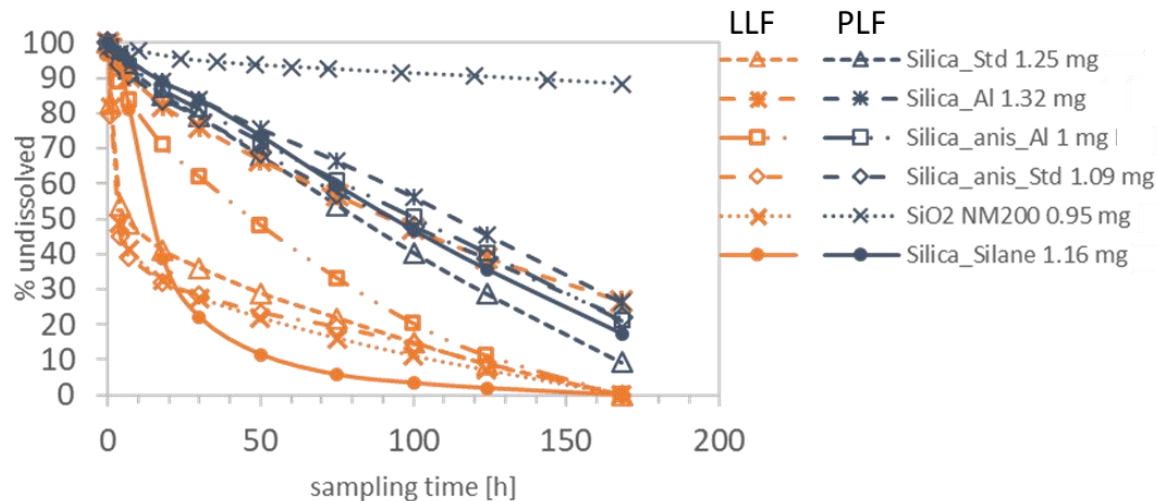 LLF PLF
100
90
80
70
60
50
40
30
20
10
0
% undissolved
0 50 100 150 200
sampling time [h]
Silica_Std 1.25 mg
Silica_Al 1.32 mg
Silica_anis_Al 1 mg
Silica_anis_Std 1.09 mg
SiO2 NM200 0.95 mg
Silica_Silane 1.16 mg